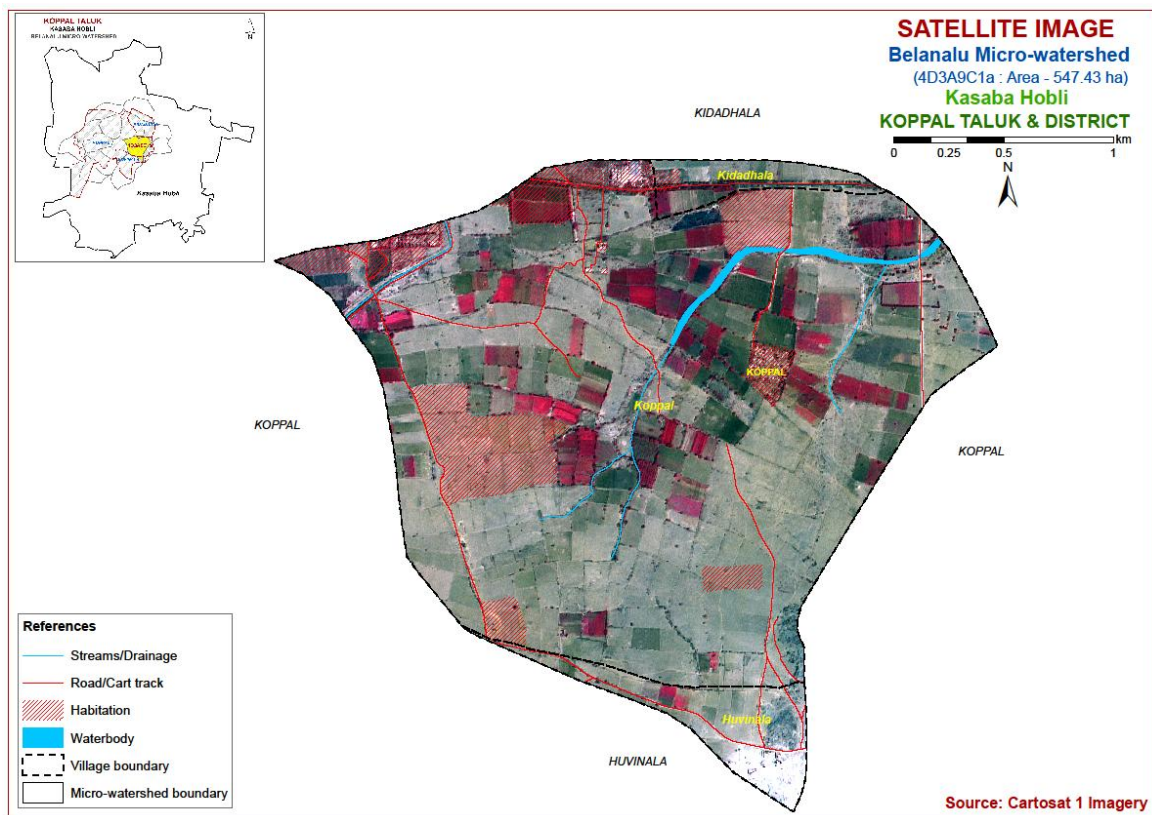 KOPPAL TALUK
KASABA HOBLI
BELANALU MICRO-WATERSHED
N
Kasaba Hobli
SATELLITE IMAGE
Belanalu Micro-watershed
(4D3A9C1a : Area - 547.43 ha)
Kasaba Hobli
KOPPAL TALUK & DISTRICT
km
0 0.25 0.5 1
N
KIDADHALA
Kidadhala
KOPPAL
Koppal
KOPPAL
KOPPAL
Huvinala
HUVINALA
References
Streams/Drainage
Road/Cart track
Habitation
Waterbody
Village boundary
Micro-watershed boundary
Source: Cartosat 1 Imagery